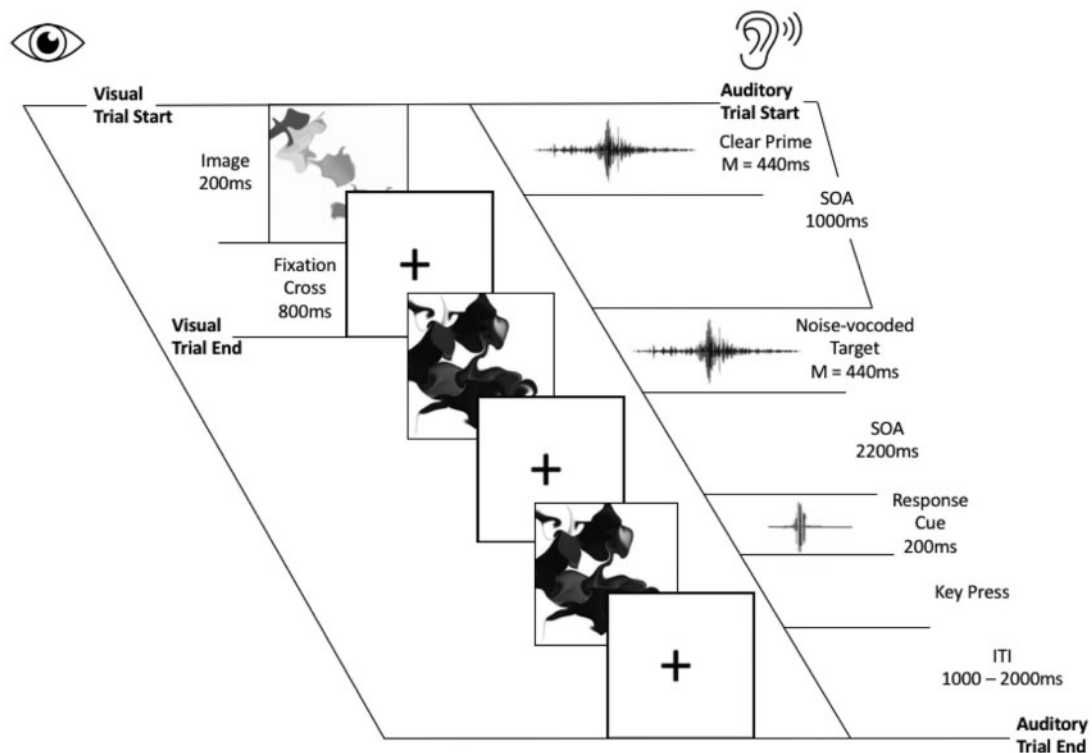 Visual
Trial Start
Image
200ms
Fixation
Cross
800ms
Visual
Trial End
Auditory
Trial Start
Clear Prime
M = 440ms
SOA
1000ms
Noise-vocoded
Target
M = 440ms
SOA
2200ms
Response
Cue
200ms
Key Press
ITI
1000 – 2000ms
Auditory
Trial End